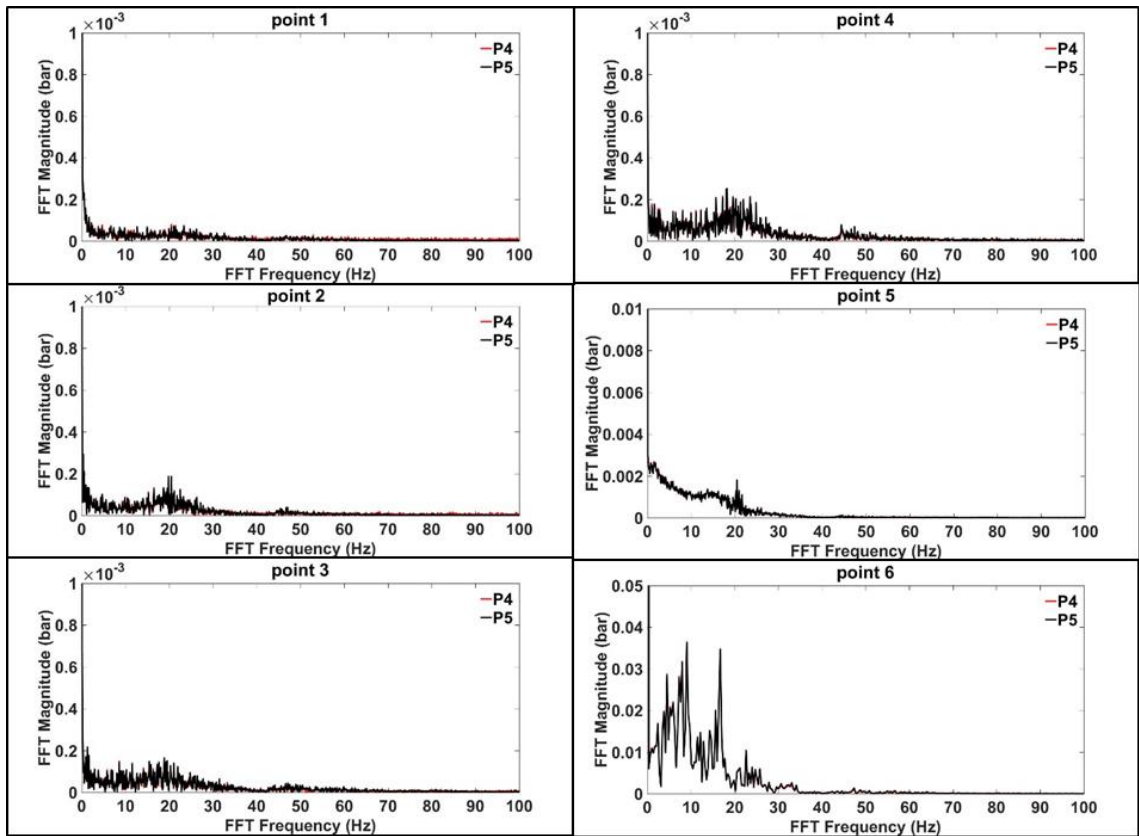 point 1
×10⁻³
1
0.8
0.6
0.4
0.2
0
FFT Magnitude (bar)
P4
P5
0 10 20 30 40 50 60 70 80 90 100
FFT Frequency (Hz)
point 2
×10⁻³
1
0.8
0.6
0.4
0.2
0
FFT Magnitude (bar)
P4
P5
0 10 20 30 40 50 60 70 80 90 100
FFT Frequency (Hz)
point 3
×10⁻³
1
0.8
0.6
0.4
0.2
0
FFT Magnitude (bar)
P4
P5
0 10 20 30 40 50 60 70 80 90 100
FFT Frequency (Hz)
point 4
×10⁻³
1
0.8
0.6
0.4
0.2
0
FFT Magnitude (bar)
P4
P5
0 10 20 30 40 50 60 70 80 90 100
FFT Frequency (Hz)
point 5
0.01
0.008
0.006
0.004
0.002
0
FFT Magnitude (bar)
P4
P5
0 10 20 30 40 50 60 70 80 90 100
FFT Frequency (Hz)
point 6
0.05
0.04
0.03
0.02
0.01
0
FFT Magnitude (bar)
P4
P5
0 10 20 30 40 50 60 70 80 90 100
FFT Frequency (Hz)